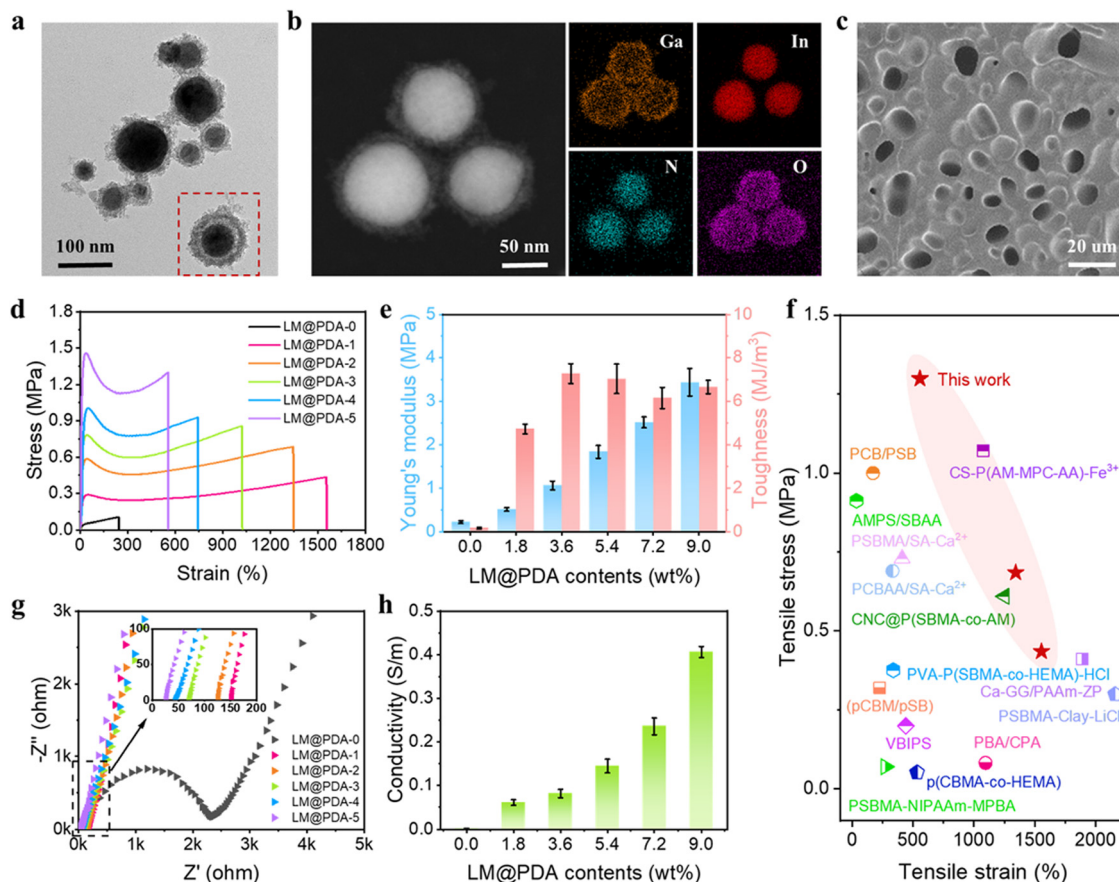 a
100 nm
b
50 nm
Ga
In
N
O
c
20 um
d
Stress (MPa)
1.8
1.5
1.2
0.9
0.6
0.3
0.0
0 300 600 900 1200 1500 1800
Strain (%)
LM@PDA-0
LM@PDA-1
LM@PDA-2
LM@PDA-3
LM@PDA-4
LM@PDA-5
e
Young's modulus (MPa)
5
4
3
2
1
0
0.0 1.8 3.6 5.4 7.2 9.0
LM@PDA contents (wt%)
10
8
6
4
2
0
Toughness (MJ/m³)
f
Tensile stress (MPa)
1.5
1.0
0.5
0.0
0 500 1000 1500 2000
Tensile strain (%)
This work
CS-P(AM-MPC-AA)-Fe³⁺
PCB/PSB
AMPS/SBAA
PSBMA/SA-Ca²⁺
PCBAA/SA-Ca²⁺
CNC@P(SBMA-co-AM)
PVA-P(SBMA-co-HEMA)-HCl
Ca-GG/PAAm-ZP
(pCBM/pSB)
PSBMA-Clay-LiCl
VBIPS
PBA/CPA
p(CBMA-co-HEMA)
PSBMA-NIPAAm-MPBA
g
-Z'' (ohm)
3k
2k
1k
0k
0k 1k 2k 3k 4k 5k
Z' (ohm)
100
50
0
0 50 100 150 200
LM@PDA-0
LM@PDA-1
LM@PDA-2
LM@PDA-3
LM@PDA-4
LM@PDA-5
h
Conductivity (S/m)
0.5
0.4
0.3
0.2
0.1
0.0
0.0 1.8 3.6 5.4 7.2 9.0
LM@PDA contents (wt%)